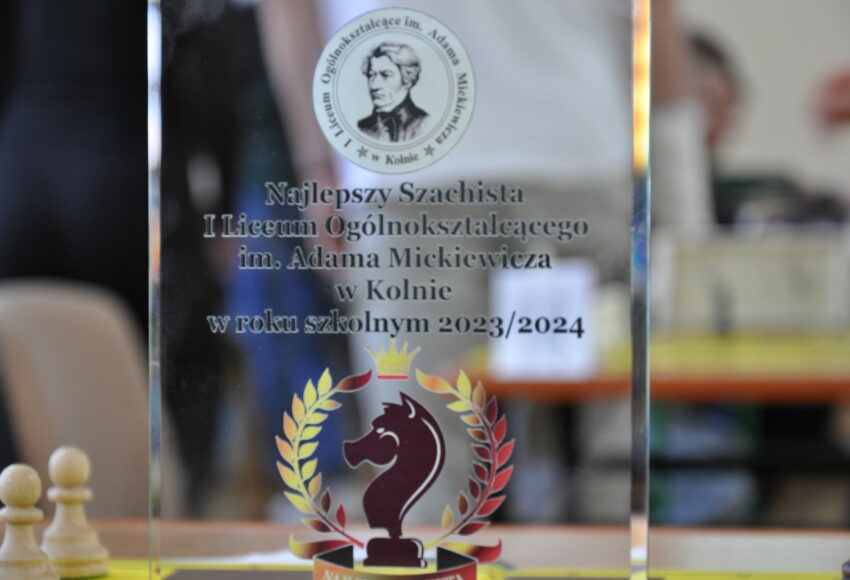 I Liceum Ogólnokształcące im. Adama Mickiewicza
w Kolnie
Najlepszy Szachista
I Liceum Ogólnokształcącego
im. Adama Mickiewicza
w Kolnie
w roku szkolnym 2023/2024